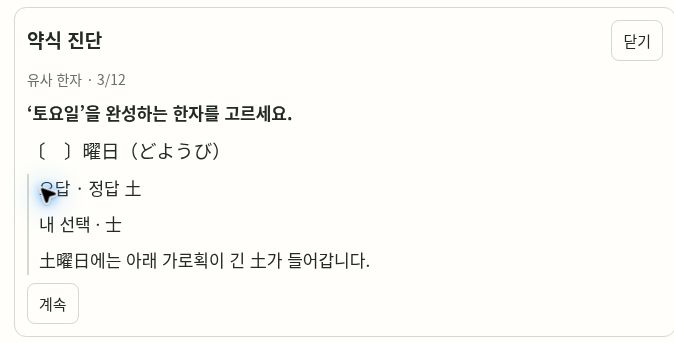 약식 진단
닫기
유사 한자 · 3/12
‘토요일’을 완성하는 한자를 고르세요.
〔　〕曜日（どようび）
오답 · 정답 土
내 선택 · 士
土曜日에는 아래 가로획이 긴 土가 들어갑니다.
계속